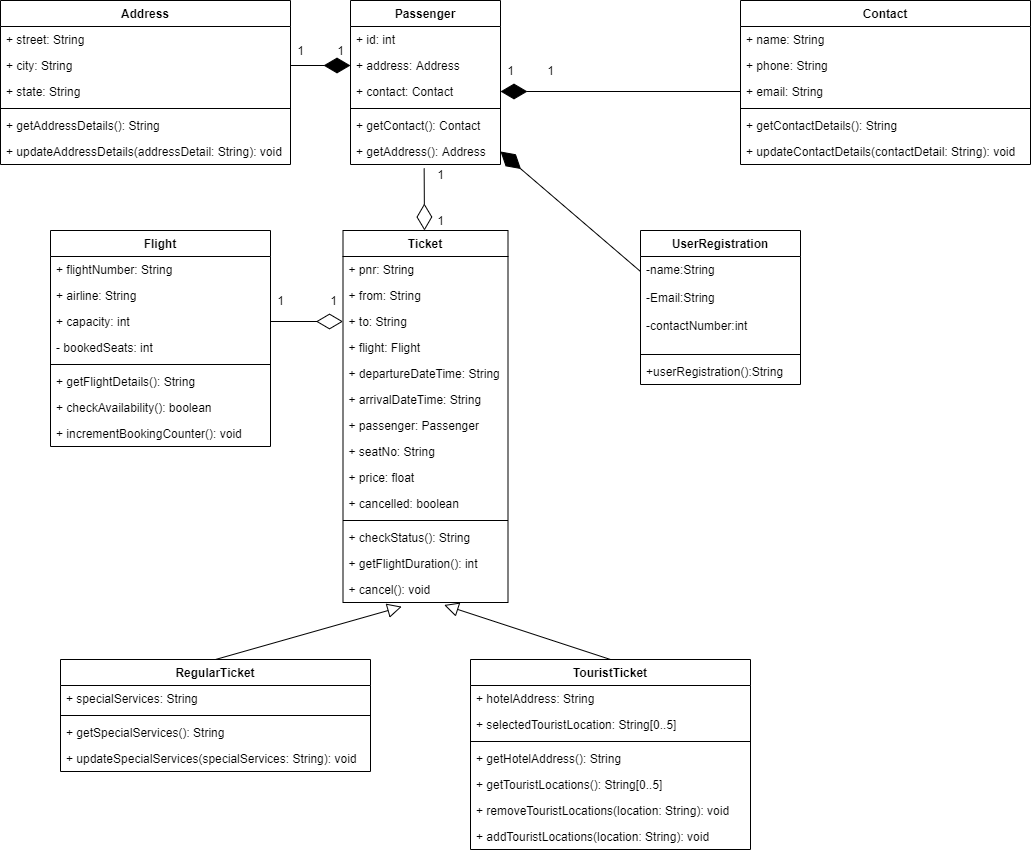 Address
+ street: String
+ city: String
+ state: String
+ getAddressDetails(): String
+ updateAddressDetails(addressDetail: String): void
1
1
Passenger
+ id: int
+ address: Address
+ contact: Contact
+ getContact(): Contact
+ getAddress(): Address
1
1
Contact
+ name: String
+ phone: String
+ email: String
+ getContactDetails(): String
+ updateContactDetails(contactDetail: String): void
1
1
Flight
+ flightNumber: String
+ airline: String
+ capacity: int
- bookedSeats: int
+ getFlightDetails(): String
+ checkAvailability(): boolean
+ incrementBookingCounter(): void
1
1
Ticket
+ pnr: String
+ from: String
+ to: String
+ flight: Flight
+ departureDateTime: String
+ arrivalDateTime: String
+ passenger: Passenger
+ seatNo: String
+ price: float
+ cancelled: boolean
+ checkStatus(): String
+ getFlightDuration(): int
+ cancel(): void
UserRegistration
-name:String
-Email:String
-contactNumber:int
+userRegistration():String
RegularTicket
+ specialServices: String
+ getSpecialServices(): String
+ updateSpecialServices(specialServices: String): void
TouristTicket
+ hotelAddress: String
+ selectedTouristLocation: String[0..5]
+ getHotelAddress(): String
+ getTouristLocations(): String[0..5]
+ removeTouristLocations(location: String): void
+ addTouristLocations(location: String): void